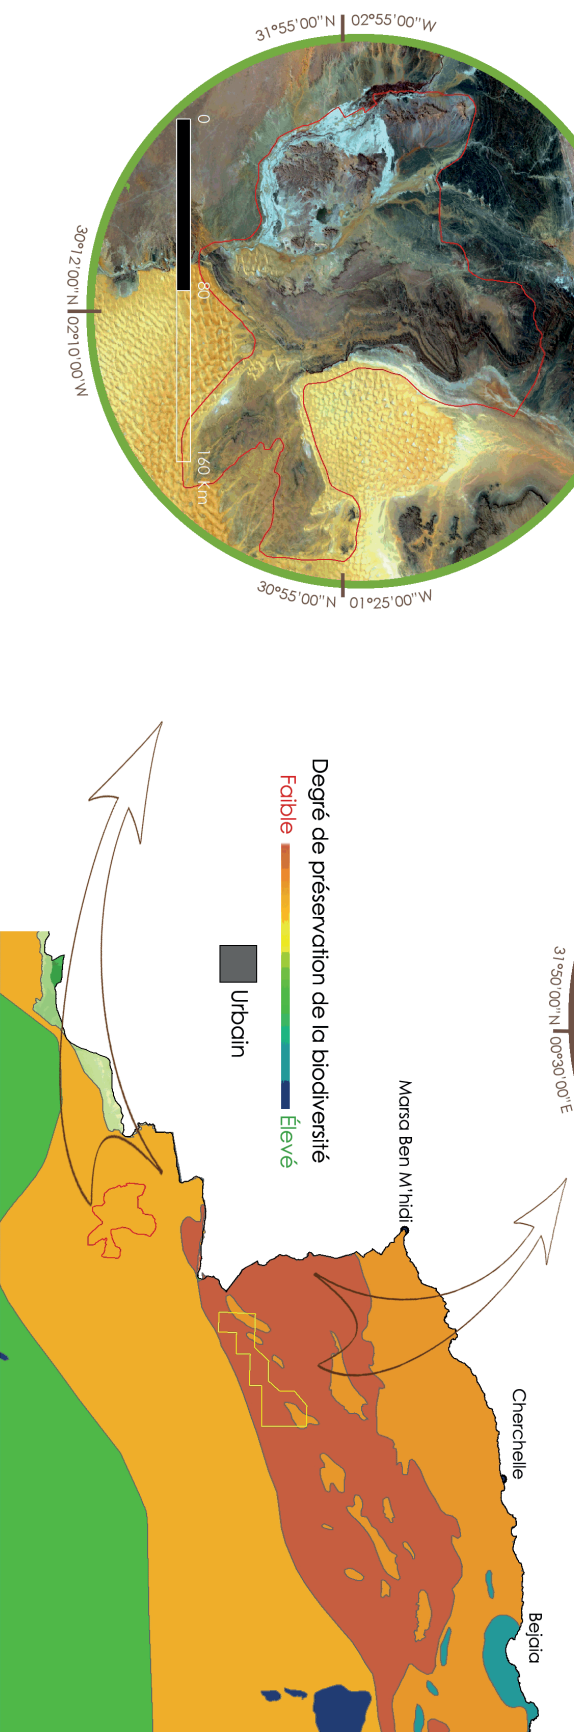 31°55'00"N
02°55'00"W
0
80
160 Km
30°12'00"N
02°10'00"W
30°55'00"N
01°25'00"W
31°50'00"N
00°30'00"E
Degré de préservation de la biodiversité
Faible
Élevé
Urbain
Marsa Ben M'hidi
Cherchelle
Bejaia